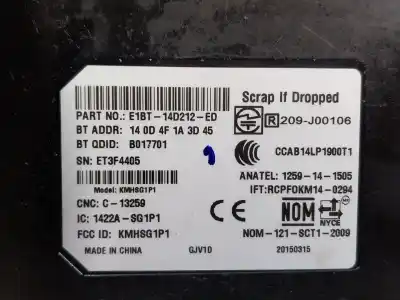 Scrap If Dropped
PART NO.: E1BT-14D212-ED
BT ADDR: 14 0D 4F 1A 3D 45
BT QDID: B017701
SN: ET3F4405
R 209-J00106
CCAB14LP1900T1
Model: KMHSG1P1
ANATEL: 1259-14-1505
IFT:RCPFOKM14-0294
CNC: C-13259
IC: 1422A-SG1P1
FCC ID: KMHSG1P1
CE
NOM
NYCE
NOM-121-SCT1-2009
MADE IN CHINA
GJV10
20150315